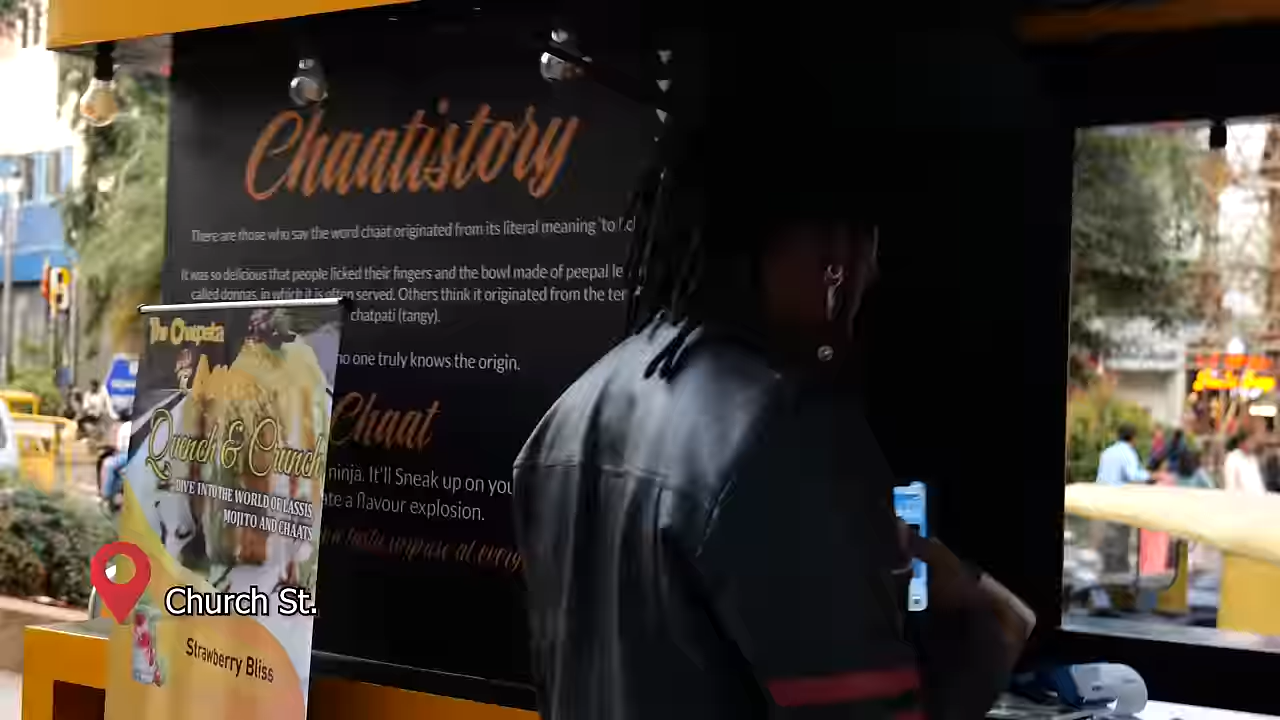 Chaatistory
There are those who say the word chaat originated from its literal meaning 'to
It was so delicious that people licked their fingers and the bowl made of peepal le
called donnas, in which it is often served. Others think it originated from the ter
chatpati (tangy).
no one truly knows the origin.
Chaat
ninja. It'll Sneak up on you
ate a flavour explosion.
The
Quench & Crunch
DIVE INTO THE WORLD OF LASSIS
MOJITO AND CHAATS
Strawberry Bliss
Church St.